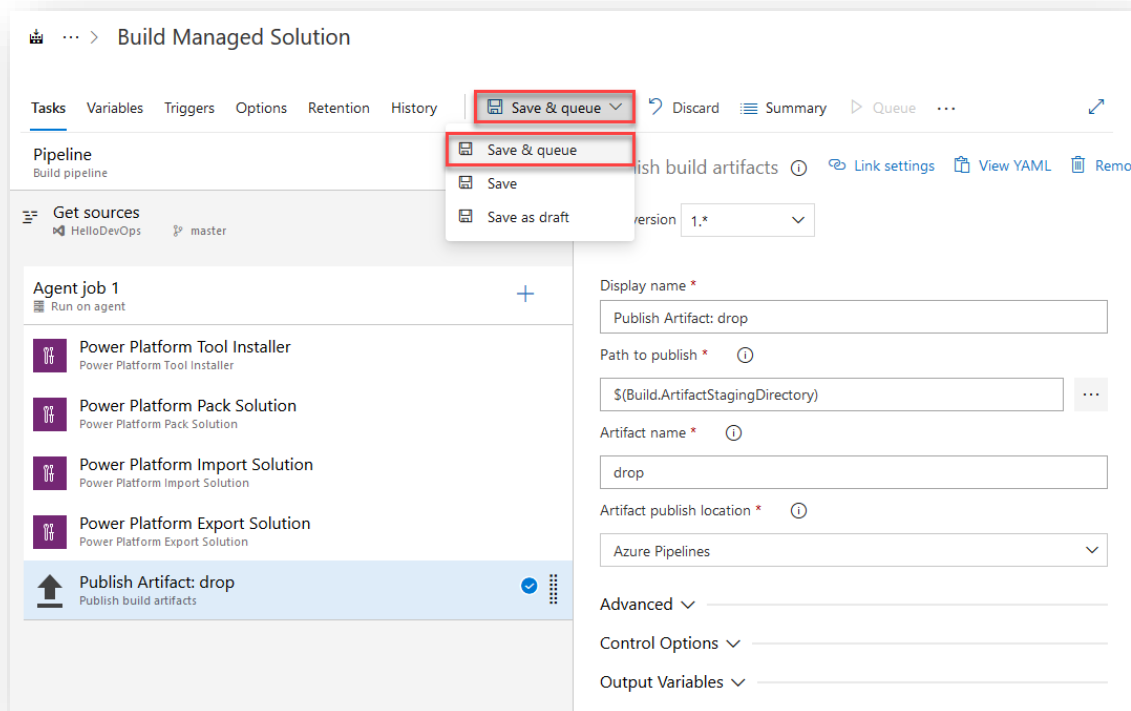 ... > Build Managed Solution
Tasks Variables Triggers Options Retention History Save & queue Discard Summary Queue ...
Save & queue
Save
Save as draft
Pipeline
Build pipeline
Get sources
HelloDevOps master
Agent job 1
Run on agent
Power Platform Tool Installer
Power Platform Tool Installer
Power Platform Pack Solution
Power Platform Pack Solution
Power Platform Import Solution
Power Platform Import Solution
Power Platform Export Solution
Power Platform Export Solution
Publish Artifact: drop
Publish build artifacts
build artifacts Link settings View YAML
version 1.*
Display name *
Publish Artifact: drop
Path to publish *
$(Build.ArtifactStagingDirectory)
...
Artifact name *
drop
Artifact publish location *
Azure Pipelines
Advanced
Control Options
Output Variables